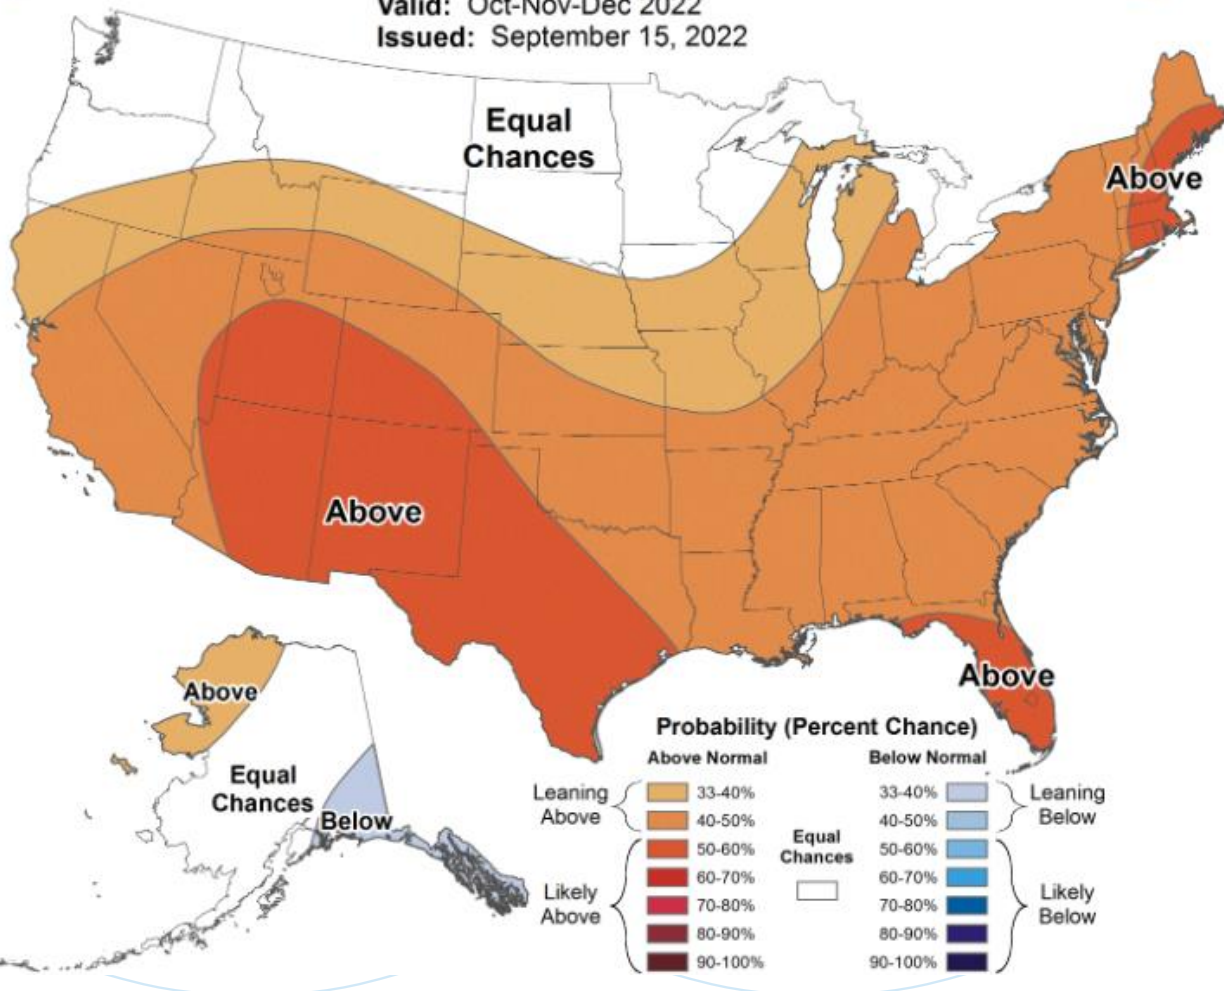 Valid: Oct-Nov-Dec 2022
Issued: September 15, 2022
Equal
Chances
Above
Above
Above
Above
Equal
Chances
Below
Probability (Percent Chance)
Above Normal
Below Normal
Leaning
Above
33-40%
40-50%
Likely
Above
50-60%
60-70%
70-80%
80-90%
90-100%
Equal
Chances
33-40%
40-50%
Leaning
Below
50-60%
60-70%
70-80%
80-90%
90-100%
Likely
Below